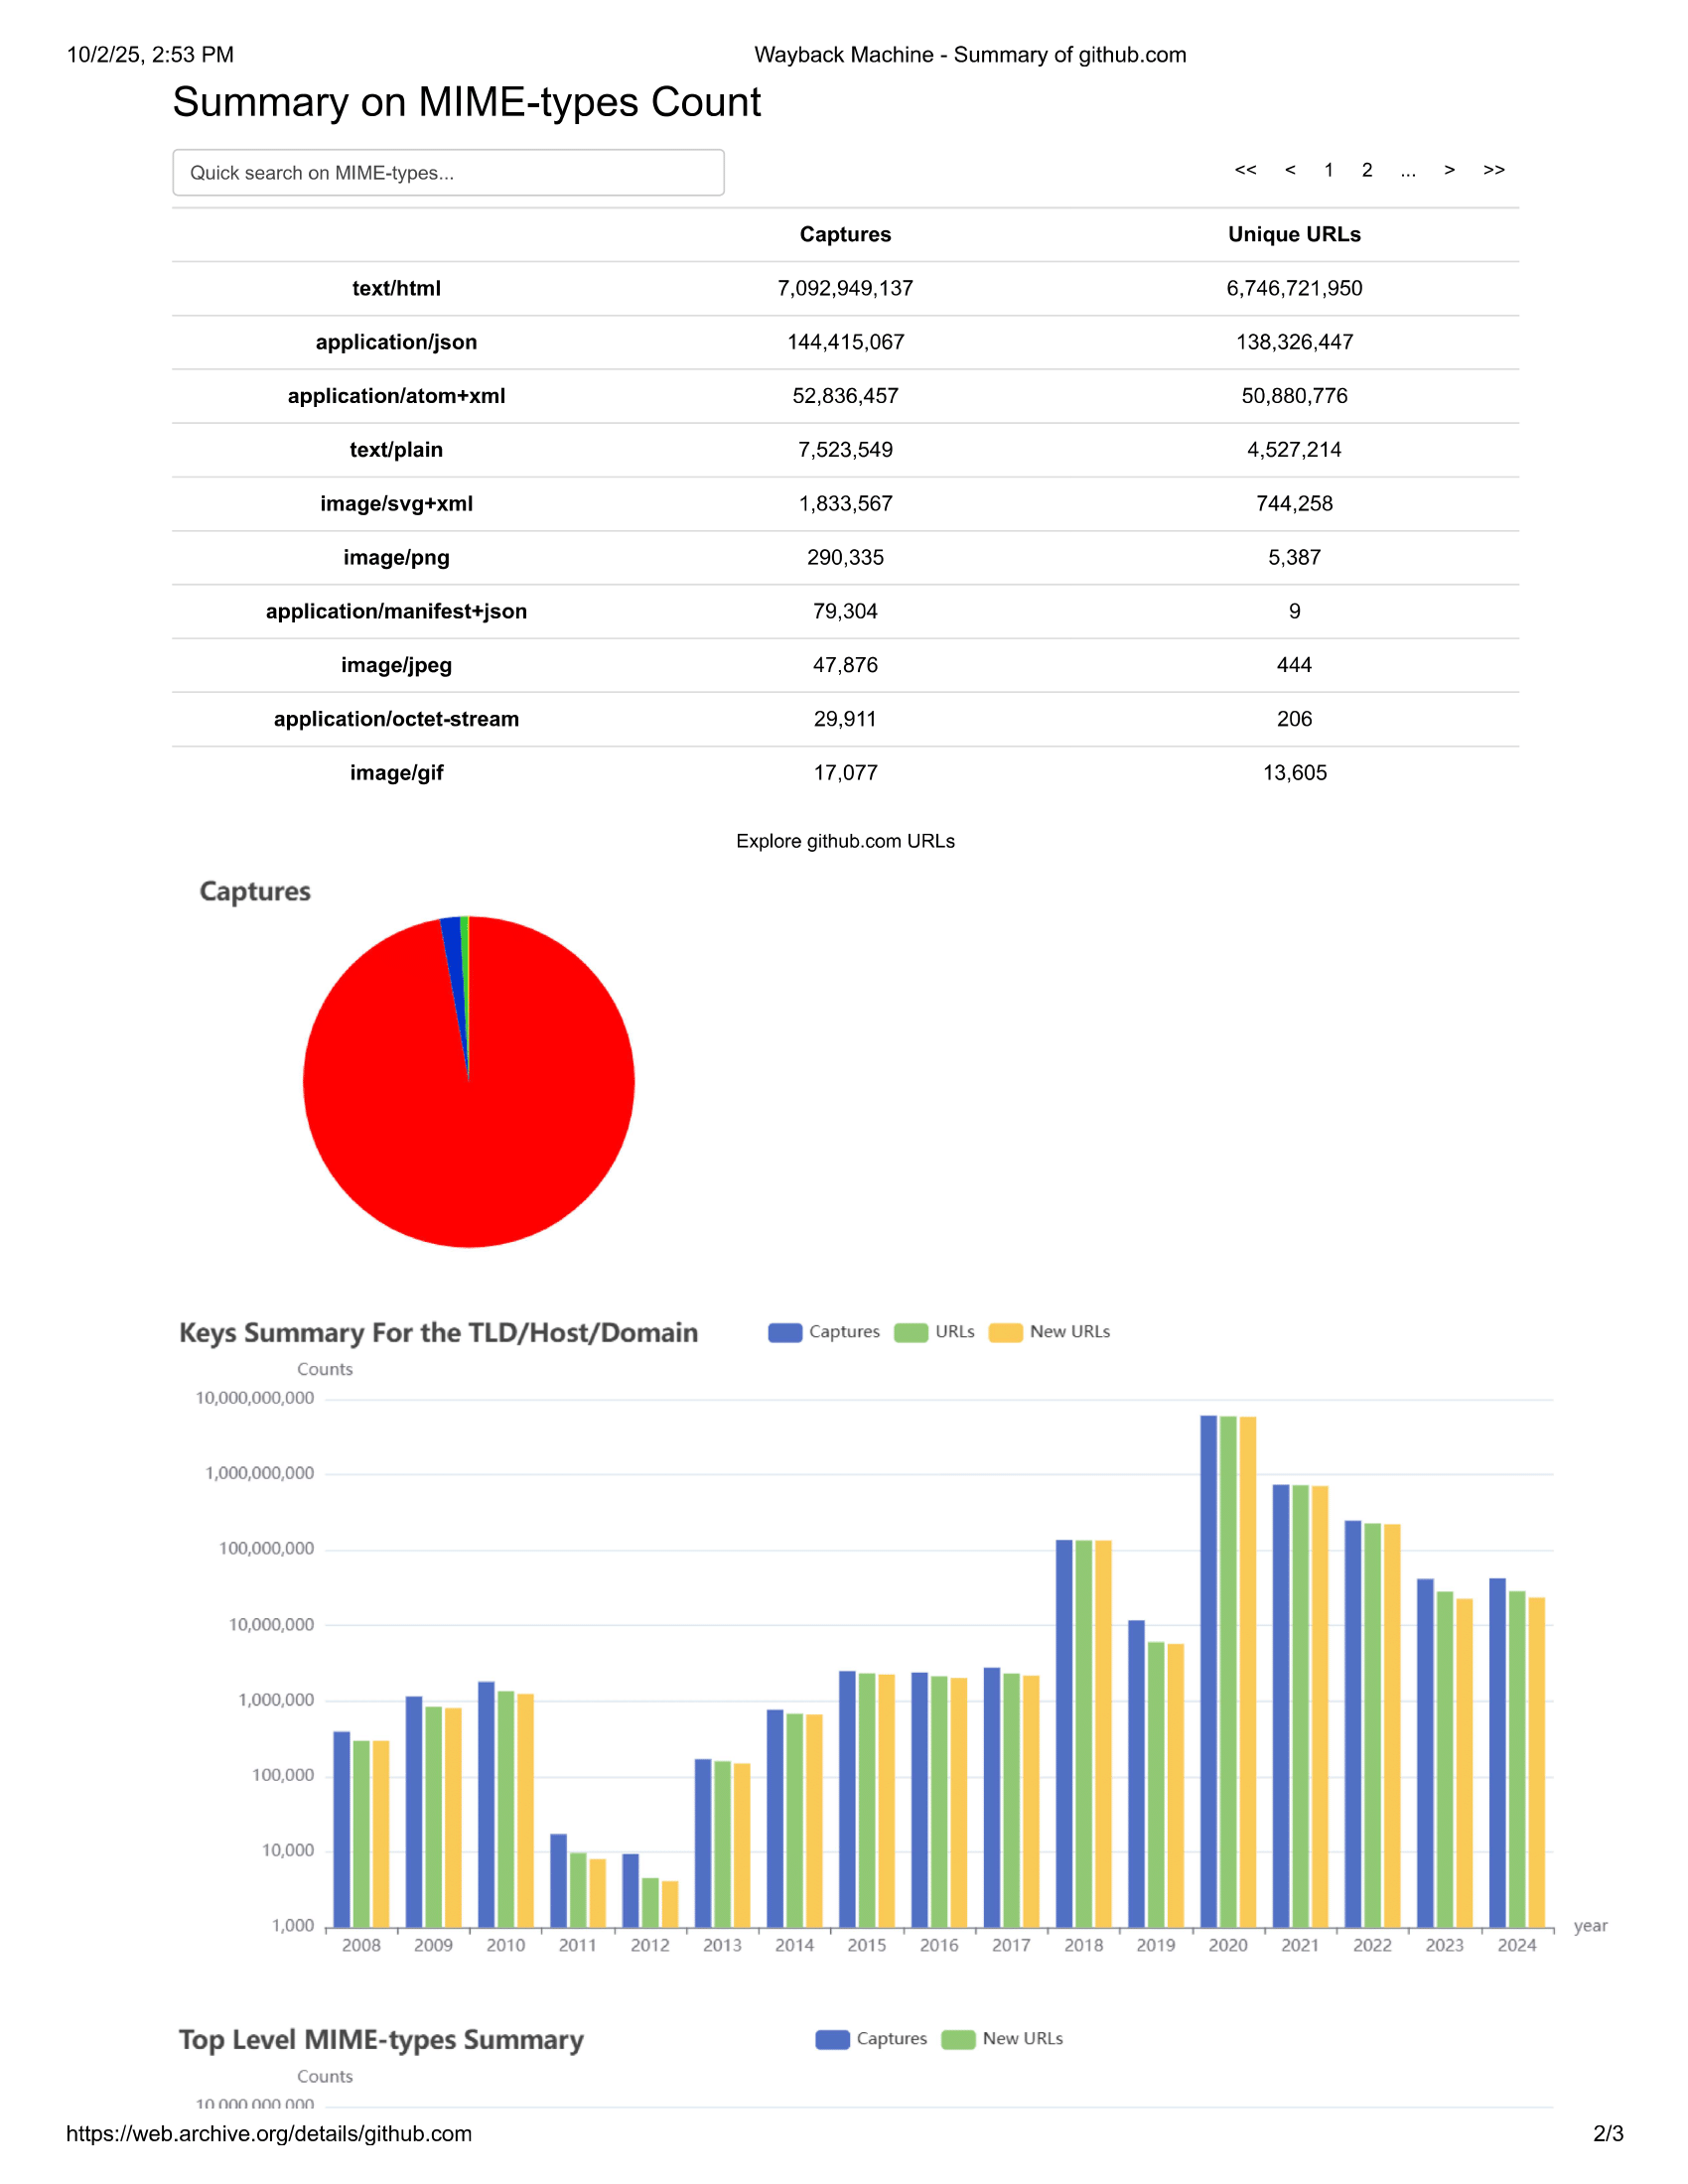 10/2/25, 2:53 PM Wayback Machine - Summary of github.com
Summary on MIME-types Count
Quick search on MIME-types... << < 1 2 ... > >>
Captures Unique URLs
text/html 7,092,949,137 6,746,721,950
application/json 144,415,067 138,326,447
application/atom+xml 52,836,457 50,880,776
text/plain 7,523,549 4,527,214
image/svg+xml 1,833,567 744,258
image/png 290,335 5,387
application/manifest+json 79,304 9
image/jpeg 47,876 444
application/octet-stream 29,911 206
image/gif 17,077 13,605
Explore github.com URLs
Captures
Keys Summary For the TLD/Host/Domain Captures URLs New URLs
Counts
10,000,000,000
1,000,000,000
100,000,000
10,000,000
1,000,000
100,000
10,000
1,000
2008 2009 2010 2011 2012 2013 2014 2015 2016 2017 2018 2019 2020 2021 2022 2023 2024 year
Top Level MIME-types Summary Captures New URLs
Counts
10,000,000,000
https://web.archive.org/details/github.com 2/3